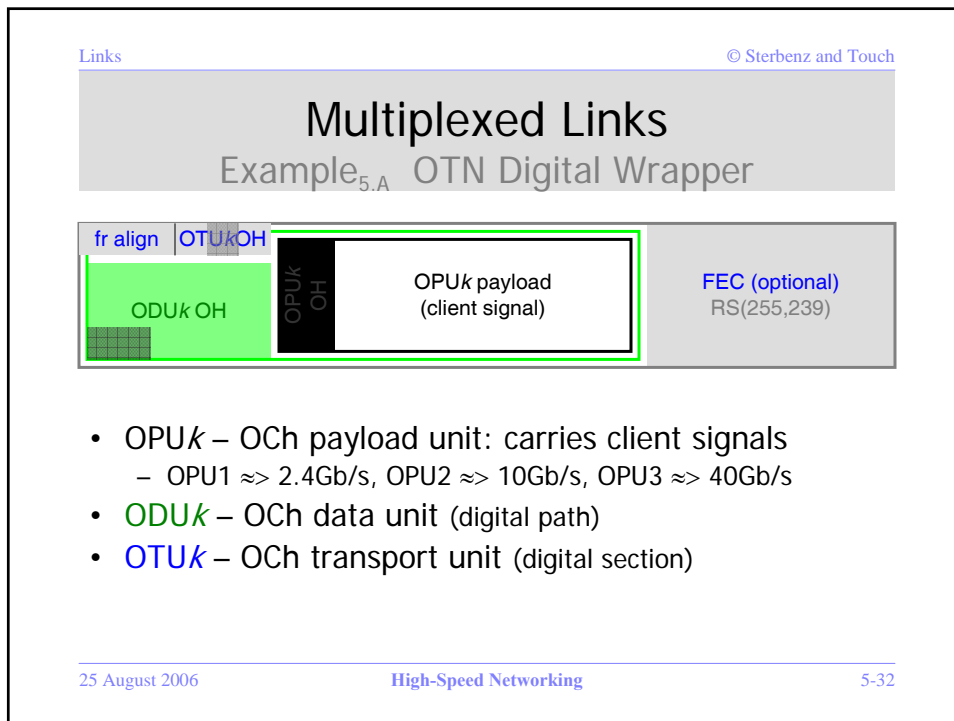 Links © Sterbenz and Touch
Multiplexed Links
Example5.A OTN Digital Wrapper
fr align OTUkOH
ODUk OH
OPUk
OH
OPUk payload
(client signal)
FEC (optional)
RS(255,239)
• OPUk – OCh payload unit: carries client signals
– OPU1 ≈> 2.4Gb/s, OPU2 ≈> 10Gb/s, OPU3 ≈> 40Gb/s
• ODUk – OCh data unit (digital path)
• OTUk – OCh transport unit (digital section)
25 August 2006 High-Speed Networking 5-32